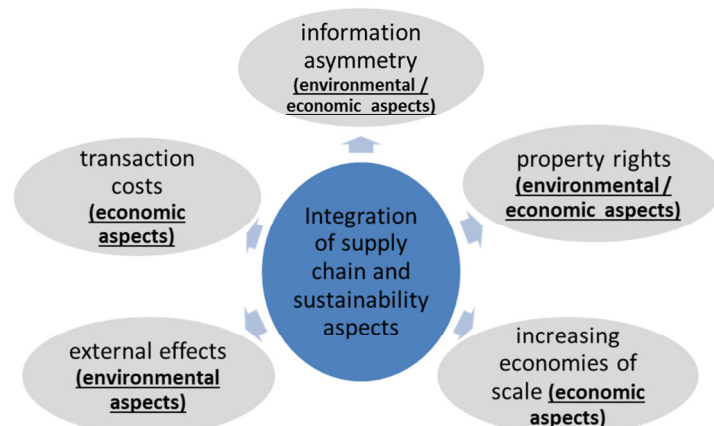 information
asymmetry
(environmental /
economic aspects)
transaction
costs
(economic
aspects)
property rights
(environmental /
economic aspects)
Integration
of supply
chain and
sustainability
aspects
external effects
(environmental
aspects)
increasing
economies of
scale (economic
aspects)